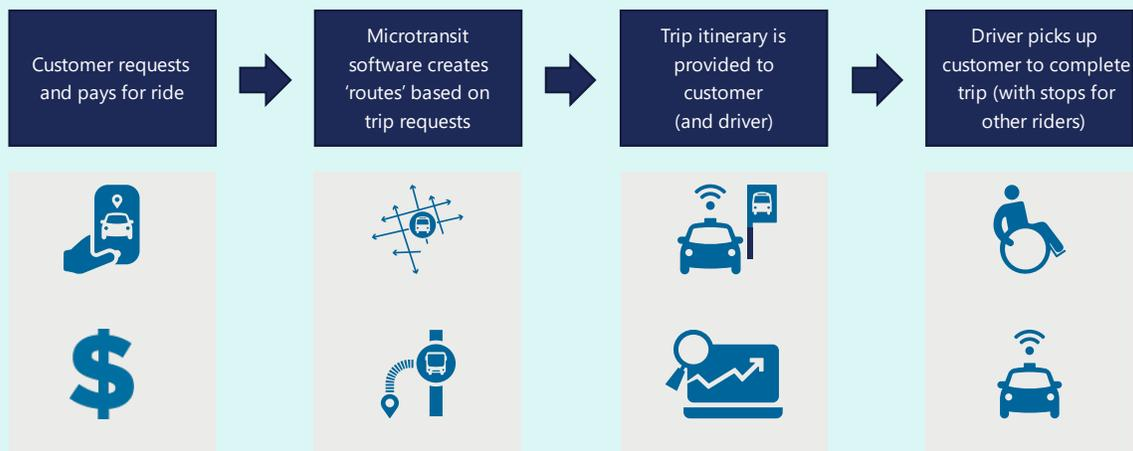 Customer requests
and pays for ride
Microtransit
software creates
‘routes’ based on
trip requests
Trip itinerary is
provided to
customer
(and driver)
Driver picks up
customer to complete
trip (with stops for
other riders)
$